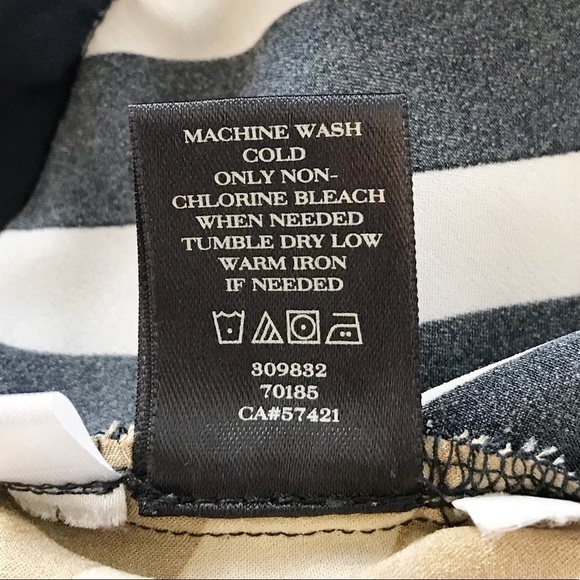 MACHINE WASH
COLD
ONLY NON-
CHLORINE BLEACH
WHEN NEEDED
TUMBLE DRY LOW
WARM IRON
IF NEEDED
309832
70185
CA#57421